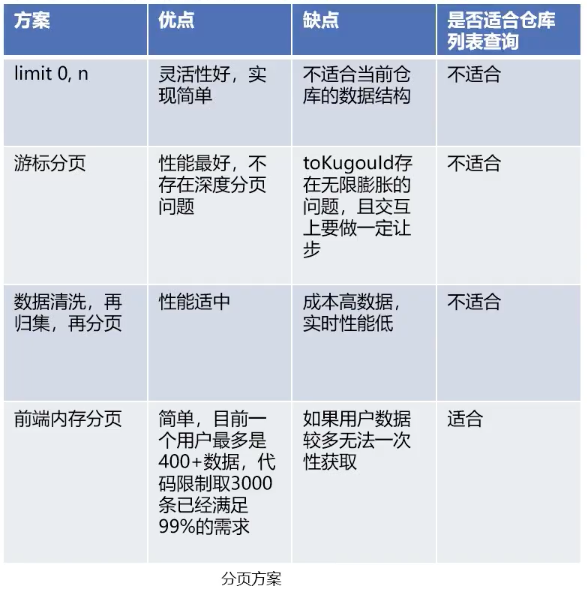 方案
优点
缺点
是否适合仓库
列表查询
limit 0, n
灵活性好，实
现简单
不适合当前仓
库的数据结构
不适合
游标分页
性能最好，不
存在深度分页
问题
toKugouId存
在无限膨胀的
问题，且交互
上要做一定让
步
不适合
数据清洗，再
归集，再分页
性能适中
成本高数据，
实时性能低
不适合
前端内存分页
简单，目前一
个用户最多是
400+数据，代
码限制取3000
条已经满足
99%的需求
如果用户数据
较多无法一次
性获取
适合
分页方案